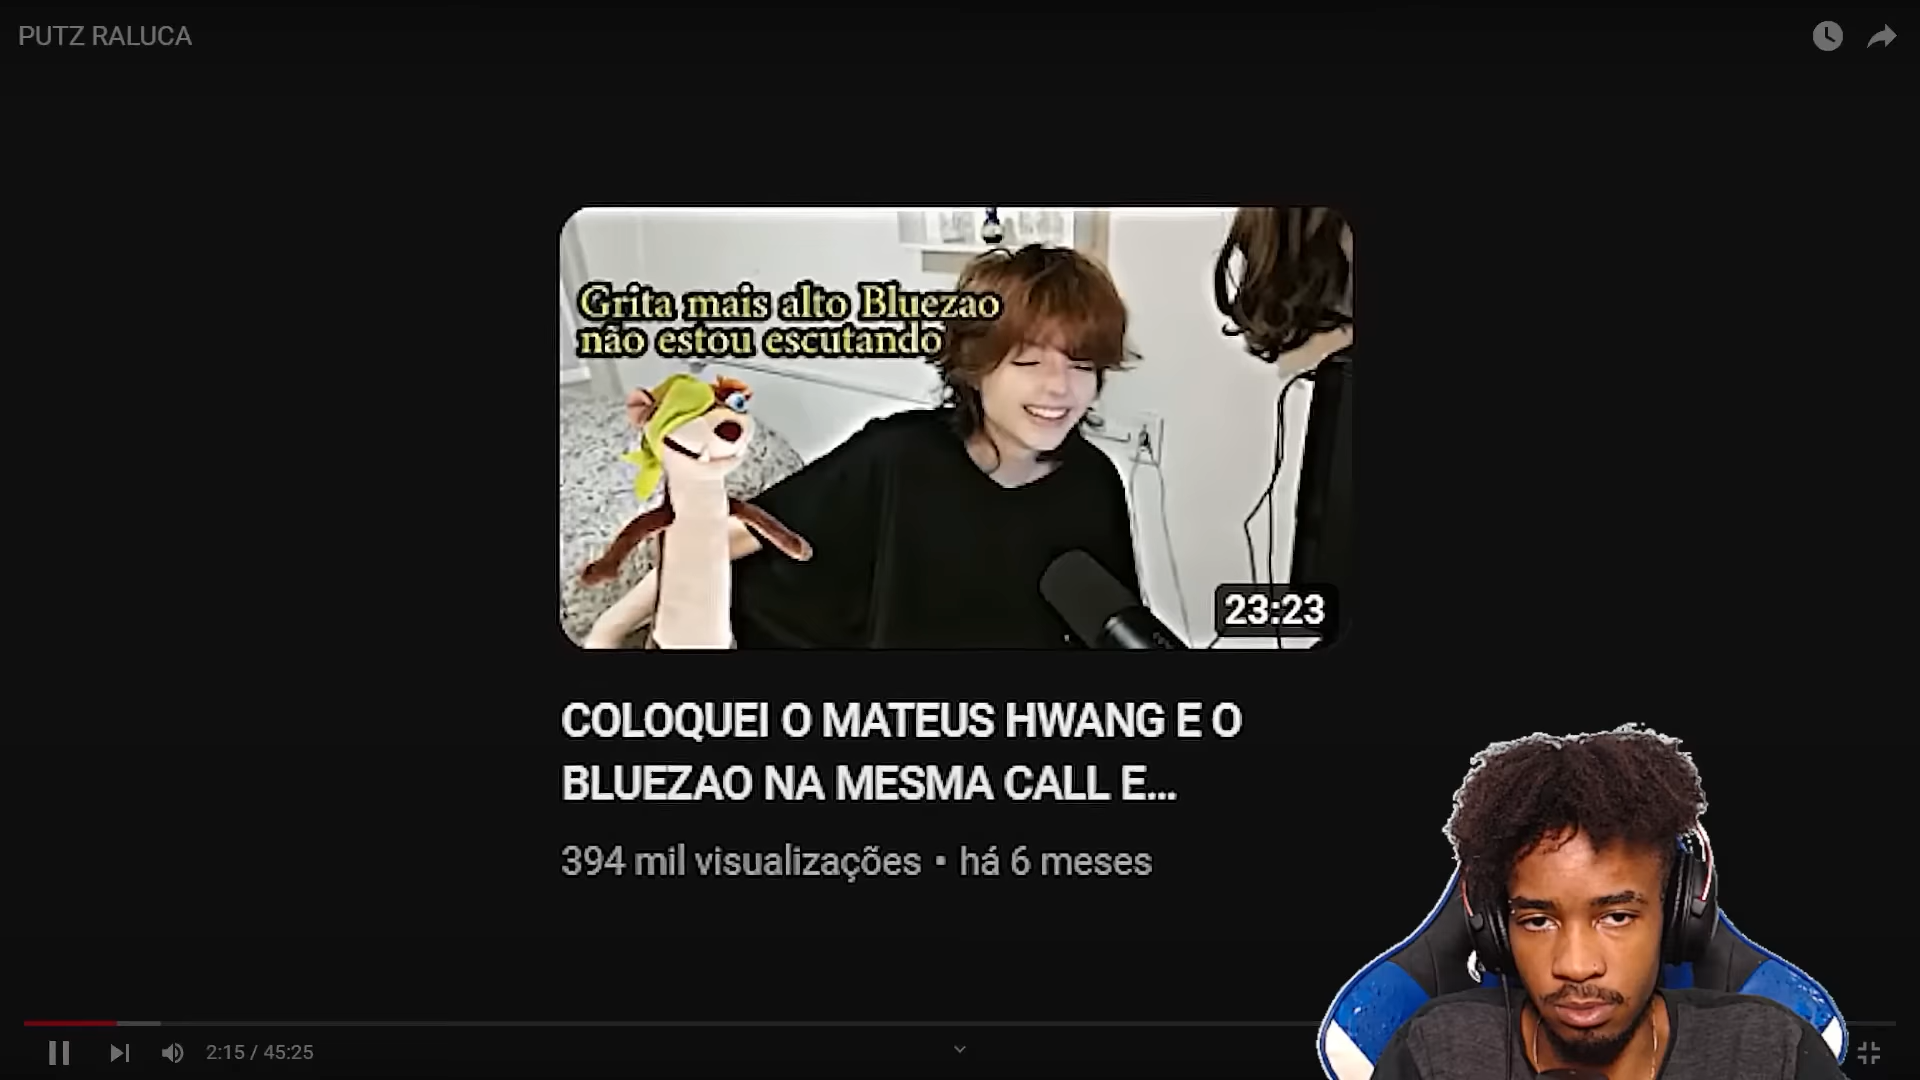 PUTZ RALUCA
Grita mais alto Bluezao
não estou escutando
23:23
COLOQUEI O MATEUS HWANG E O
BLUEZAO NA MESMA CALL E...
394 mil visualizações • há 6 meses
2:15 / 45:25